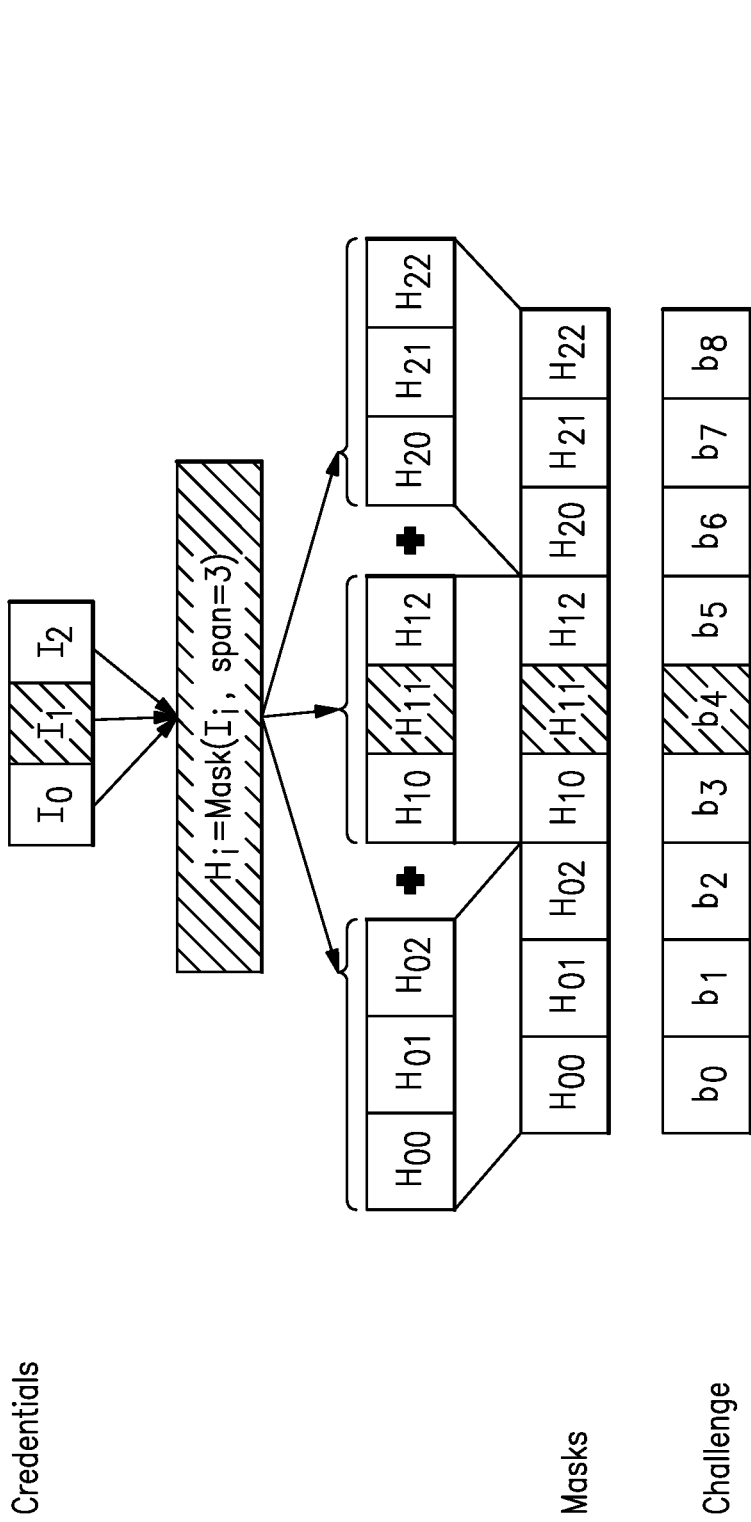 Credentials
I0 I1 I2
Hi=Mask(Ii, span=3)
H00 H01 H02 + H10 H11 H12 + H20 H21 H22
Masks
H00 H01 H02 H10 H11 H12 H20 H21 H22
Challenge
b0 b1 b2 b3 b4 b5 b6 b7 b8